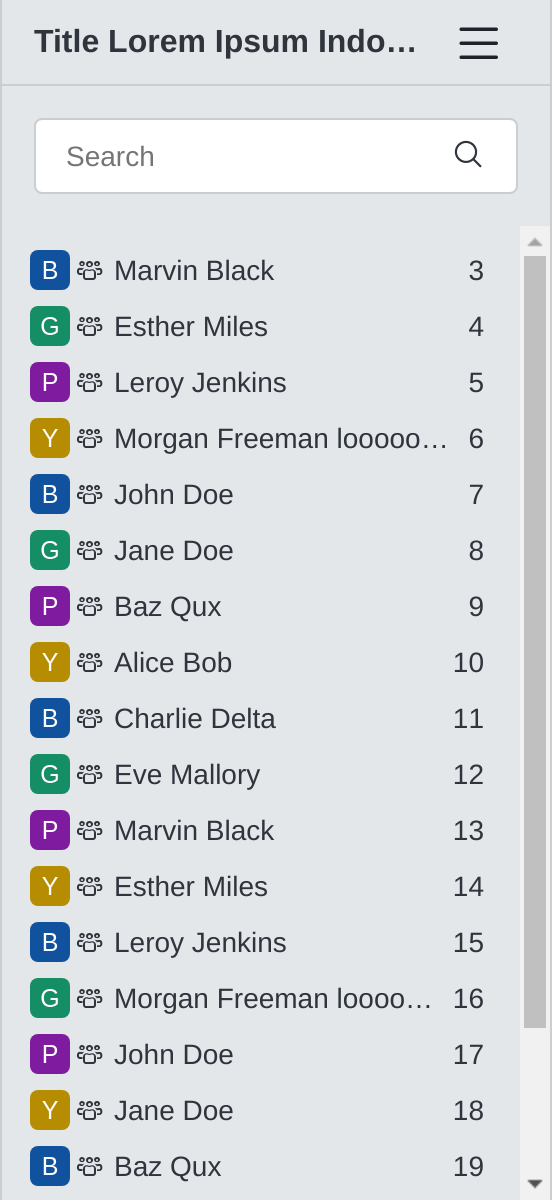 Title Lorem Ipsum Indo…
Search
B Marvin Black 3
G Esther Miles 4
P Leroy Jenkins 5
Y Morgan Freeman looooo… 6
B John Doe 7
G Jane Doe 8
P Baz Qux 9
Y Alice Bob 10
B Charlie Delta 11
G Eve Mallory 12
P Marvin Black 13
Y Esther Miles 14
B Leroy Jenkins 15
G Morgan Freeman loooo… 16
P John Doe 17
Y Jane Doe 18
B Baz Qux 19